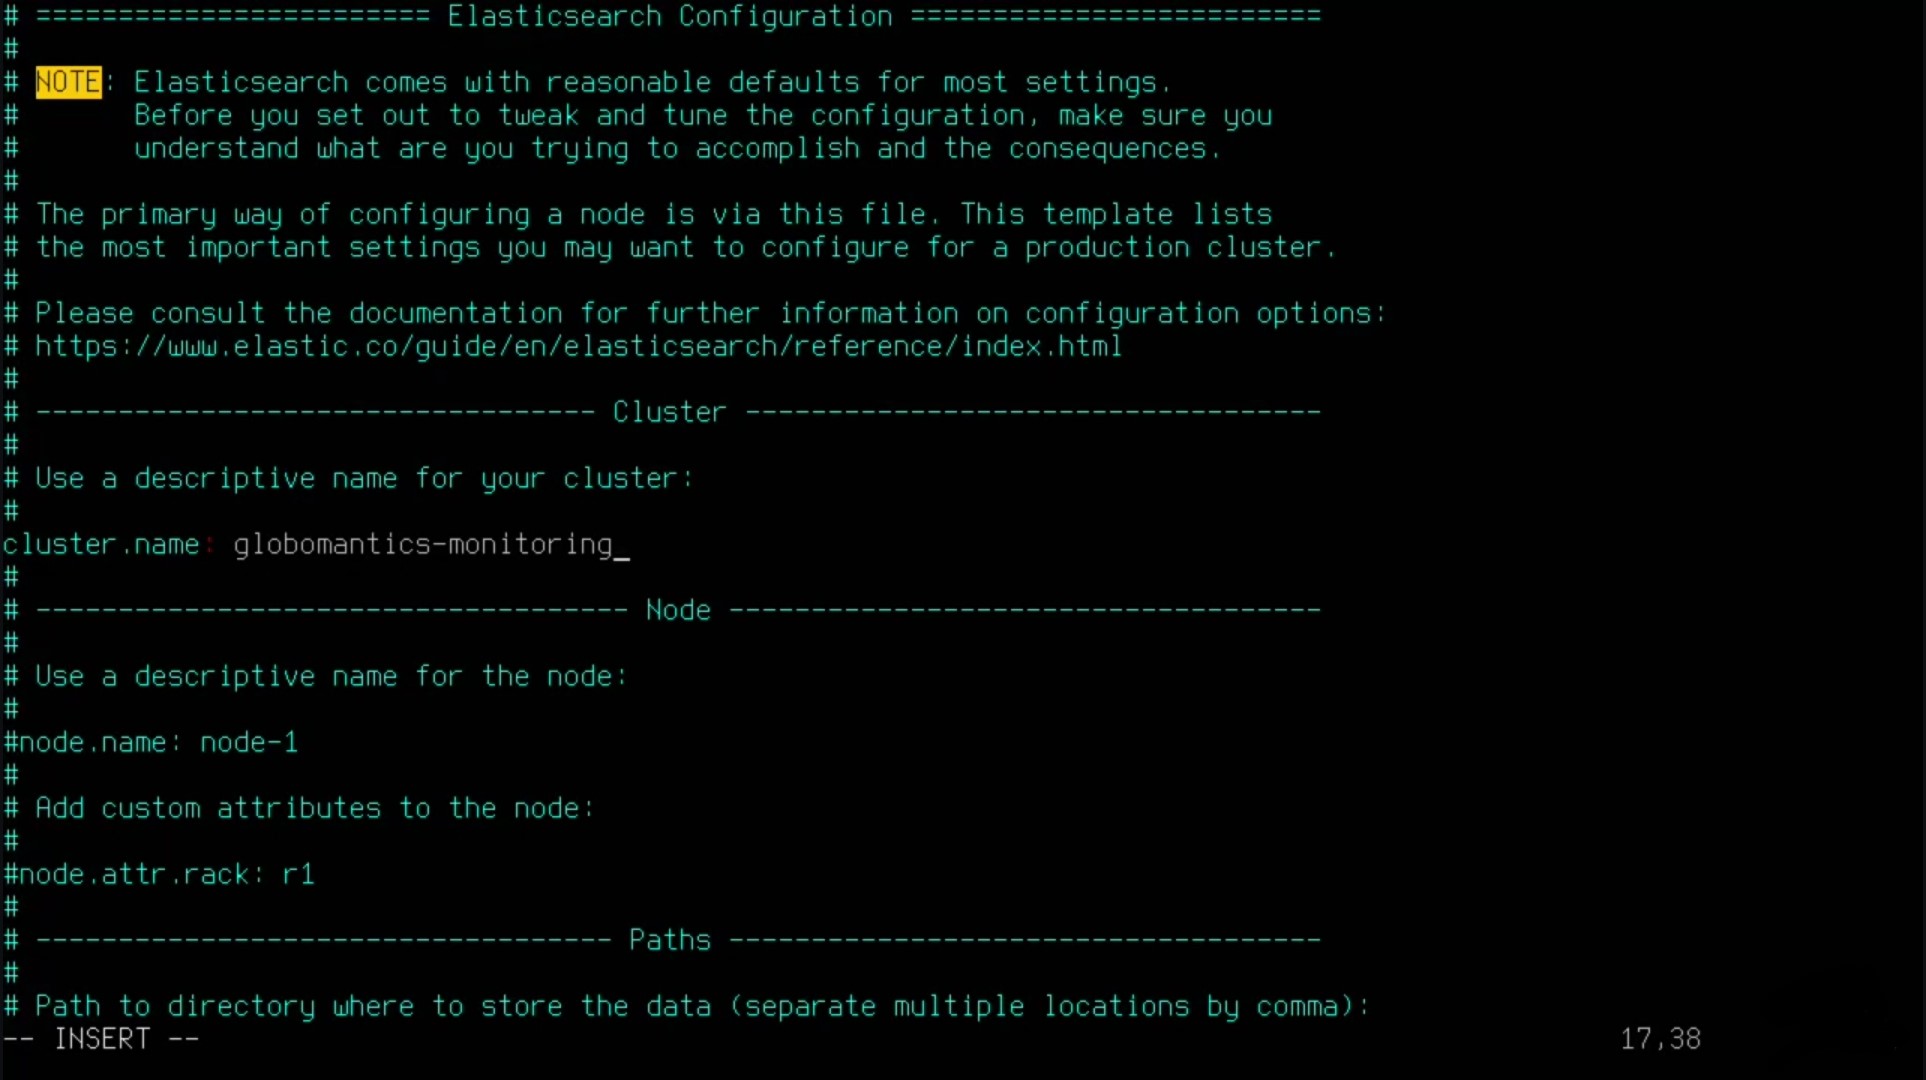 # ======================== Elasticsearch Configuration =========================
#
# NOTE: Elasticsearch comes with reasonable defaults for most settings.
#       Before you set out to tweak and tune the configuration, make sure you
#       understand what are you trying to accomplish and the consequences.
#
# The primary way of configuring a node is via this file. This template lists
# the most important settings you may want to configure for a production cluster.
#
# Please consult the documentation for further information on configuration options:
# https://www.elastic.co/guide/en/elasticsearch/reference/index.html
#
# ---------------------------------- Cluster -----------------------------------
#
# Use a descriptive name for your cluster:
#
cluster.name: globomantics-monitoring_
#
# ------------------------------------ Node ------------------------------------
#
# Use a descriptive name for the node:
#
#node.name: node-1
#
# Add custom attributes to the node:
#
#node.attr.rack: r1
#
# ----------------------------------- Paths ------------------------------------
#
# Path to directory where to store the data (separate multiple locations by comma):
-- INSERT -- 17,38